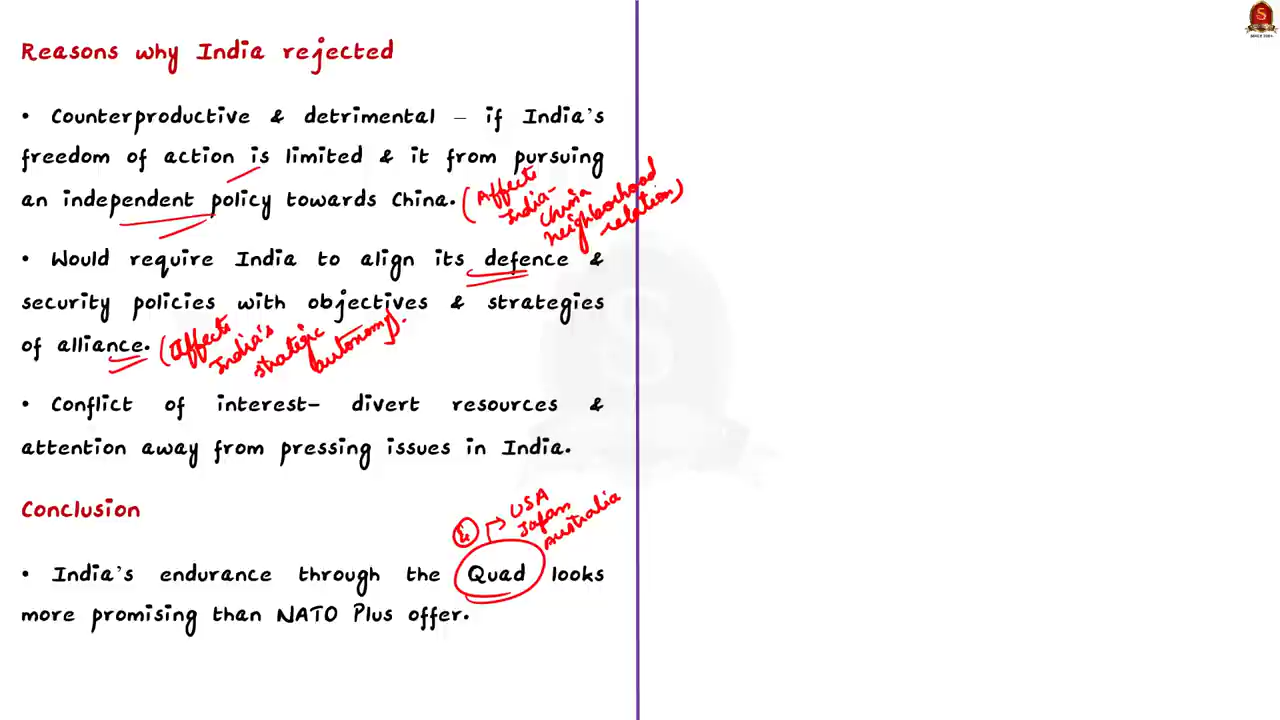 Reasons why India rejected
• Counterproductive & detrimental – if India's
freedom of action is limited & it from pursuing
an independent policy towards China.
(Affects
India-
China
neighborhood
relation)
• Would require India to align its defence &
security policies with objectives & strategies
of alliance.
(Affects
India's
strategic
autonomy).
• Conflict of interest- divert resources &
attention away from pressing issues in India.
Conclusion
USA
Japan
Australia
• India's endurance through the Quad looks
more promising than NATO Plus offer.
S
SINCE 2004
S